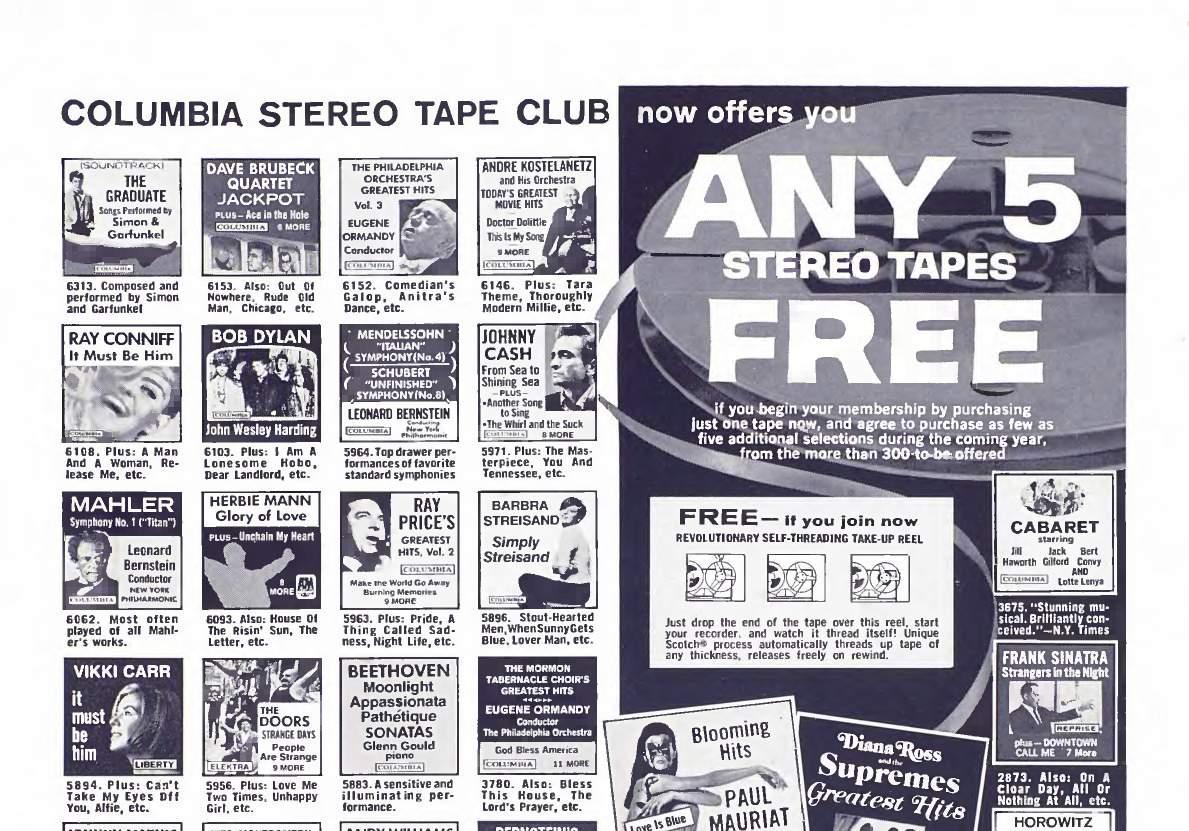 COLUMBIA STEREO TAPE CLUB
now offers you
ANY 5
STEREO TAPES
FREE
if you begin your membership by purchasing
just one tape now, and agree to purchase as few as
five additional selections during the coming year,
from the more than 300-to-be offered
(SOUNDTRACK)
THE
GRADUATE
Songs Performed by
Simon &
Garfunkel
COLUMBIA
6313. Composed and
performed by Simon
and Garfunkel
DAVE BRUBECK
QUARTET
JACKPOT
PLUS–Ace in the Hole
COLUMBIA 6 MORE
6153. Also: Out Of
Nowhere, Rude Old
Man, Chicago, etc.
THE PHILADELPHIA
ORCHESTRA'S
GREATEST HITS
Vol. 3
EUGENE
ORMANDY
Conductor
COLUMBIA
6152. Comedian's
Galop, Anitra's
Dance, etc.
ANDRE KOSTELANETZ
and His Orchestra
TODAY'S GREATEST
MOVIE HITS
Doctor Dolittle
This Is My Song
9 MORE
COLUMBIA
6146. Plus: Tara
Theme, Thoroughly
Modern Millie, etc.
RAY CONNIFF
It Must Be Him
COLUMBIA
6108. Plus: A Man
And A Woman, Re-
lease Me, etc.
BOB DYLAN
COLUMBIA
John Wesley Harding
6103. Plus: I Am A
Lonesome Hobo,
Dear Landlord, etc.
MENDELSSOHN
"ITALIAN"
SYMPHONY (No.4)
SCHUBERT
"UNFINISHED"
SYMPHONY (No.8)
LEONARD BERNSTEIN
Conducting
COLUMBIA New York
Philharmonic
5964. Top drawer per-
formances of favorite
standard symphonies
JOHNNY
CASH
From Sea to
Shining Sea
–PLUS–
•Another Song
to Sing
•The Whirl and the Suck
COLUMBIA 8 MORE
5971. Plus: The Mas-
terpiece, You And
Tennessee, etc.
MAHLER
Symphony No. 1 ("Titan")
Leonard
Bernstein
Conductor
NEW YORK
COLUMBIA PHILHARMONIC
6062. Most often
played of all Mahl-
er's works.
HERBIE MANN
Glory of Love
PLUS–Unchain My Heart
8
MORE A&M
6093. Also: House Of
The Risin' Sun, The
Letter, etc.
RAY
PRICE'S
GREATEST
HITS, Vol. 2
COLUMBIA
Make the World Go Away
Burning Memories
9 MORE
5963. Plus: Pride, A
Thing Called Sad-
ness, Night Life, etc.
BARBRA
STREISAND
Simply
Streisand
COLUMBIA
5896. Stout-Hearted
Men, When Sunny Gets
Blue, Lover Man, etc.
VIKKI CARR
it
must
be
him
LIBERTY
5894. Plus: Can't
Take My Eyes Off
You, Alfie, etc.
THE
DOORS
STRANGE DAYS
People
Are Strange
ELEKTRA 9 MORE
5956. Plus: Love Me
Two Times, Unhappy
Girl, etc.
BEETHOVEN
Moonlight
Appassionata
Pathétique
SONATAS
Glenn Gould
piano
COLUMBIA
5883. A sensitive and
illuminating per-
formance.
THE MORMON
TABERNACLE CHOIR'S
GREATEST HITS
EUGENE ORMANDY
Conductor
The Philadelphia Orchestra
God Bless America
COLUMBIA 11 MORE
3780. Also: Bless
This House, The
Lord's Prayer, etc.
FREE— if you join now
REVOLUTIONARY SELF-THREADING TAKE-UP REEL
Just drop the end of the tape over this reel, start
your recorder, and watch it thread itself! Unique
Scotch® process automatically threads up tape of
any thickness, releases freely on rewind.
CABARET
starring
Jill Jack Bert
Haworth Gilford Convy
AND
COLUMBIA Lotte Lenya
3675. "Stunning mu-
sical. Brilliantly con-
ceived."–N.Y. Times
FRANK SINATRA
Strangers in the Night
REPRISE
plus–DOWNTOWN
CALL ME 7 More
2873. Also: On A
Clear Day, All Or
Nothing At All, etc.
Blooming
Hits
PAUL
MAURIAT
Love Is Blue
Diana Ross
and the
Supremes
Greatest Hits
HOROWITZ